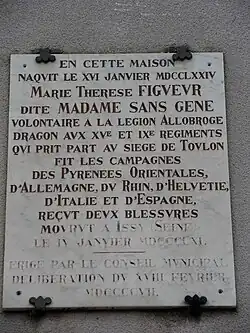 EN CETTE MAISON
NAQVIT LE XVI JANVIER MDCCLXXIV
MARIE THERESE FIGVEVR
DITE MADAME SANS GENE
VOLONTAIRE A LA LEGION ALLOBROGE
DRAGON AVX XVE ET IXE REGIMENTS
QVI PRIT PART AV SIEGE DE TOVLON
FIT LES CAMPAGNES
DES PYRENEES ORIENTALES,
D'ALLEMAGNE, DV RHIN, D'HELVETIE,
D'ITALIE ET D'ESPAGNE,
REÇVT DEVX BLESSVRES
MOVRVT A ISSY (SEINE)
LE IV JANVIER MDCCCLXI.
ERIGE PAR LE CONSEIL MVNICIPAL
DELIBERATION DV XVIII FEVRIER
MDCCCCVII.